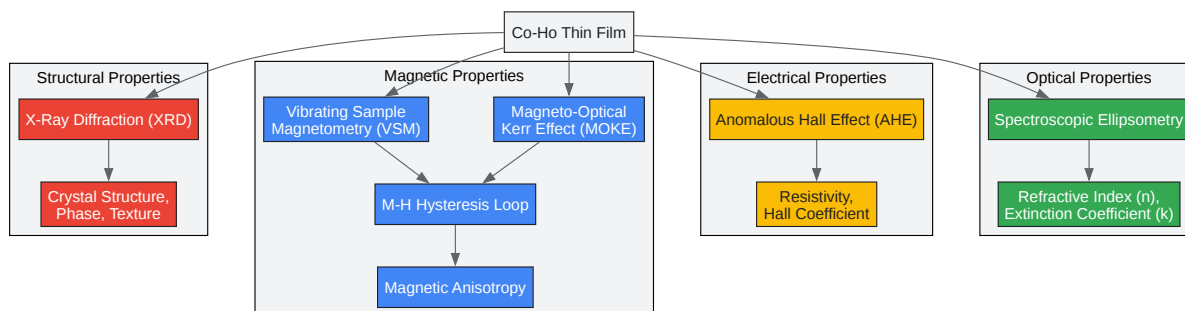 Co-Ho Thin Film
Structural Properties
X-Ray Diffraction (XRD)
Crystal Structure,
Phase, Texture
Magnetic Properties
Vibrating Sample
Magnetometry (VSM)
Magneto-Optical
Kerr Effect (MOKE)
M-H Hysteresis Loop
Magnetic Anisotropy
Electrical Properties
Anomalous Hall Effect (AHE)
Resistivity,
Hall Coefficient
Optical Properties
Spectroscopic Ellipsometry
Refractive Index (n),
Extinction Coefficient (k)